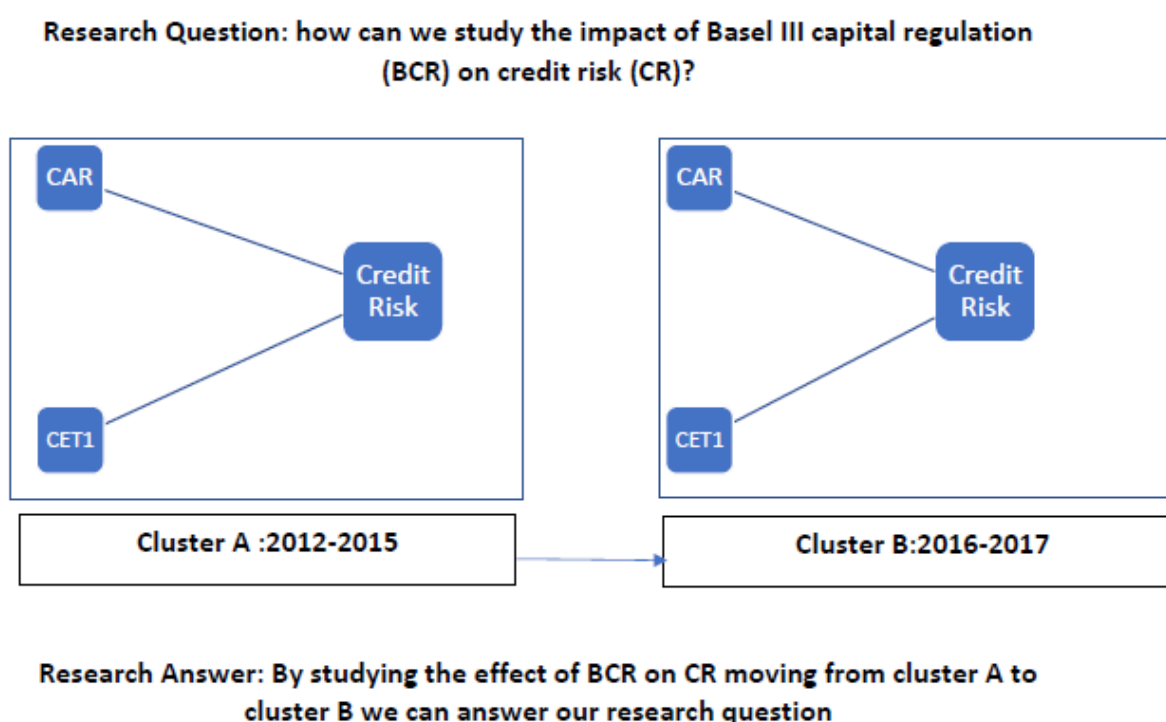 Research Question: how can we study the impact of Basel III capital regulation
(BCR) on credit risk (CR)?
CAR
Credit
Risk
CET1
CAR
Credit
Risk
CET1
Cluster A :2012-2015
Cluster B:2016-2017
Research Answer: By studying the effect of BCR on CR moving from cluster A to
cluster B we can answer our research question